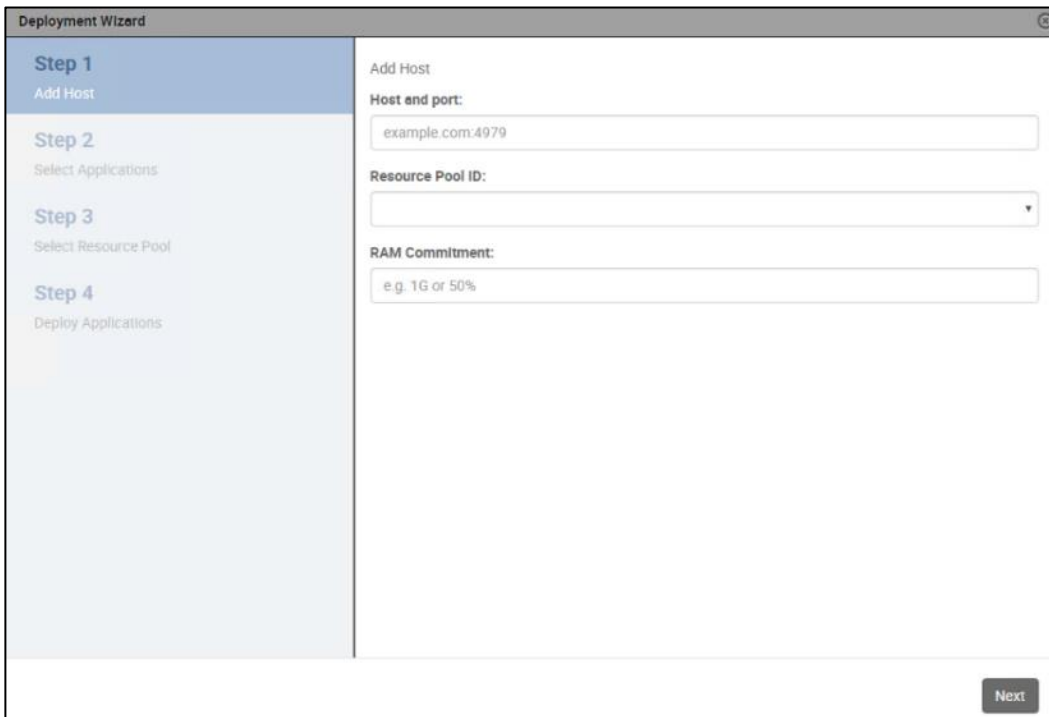 Deployment Wizard
Step 1
Add Host
Step 2
Select Applications
Step 3
Select Resource Pool
Step 4
Deploy Applications
Add Host
Host and port:
example.com:4979
Resource Pool ID:
RAM Commitment:
e.g. 1G or 50%
Next